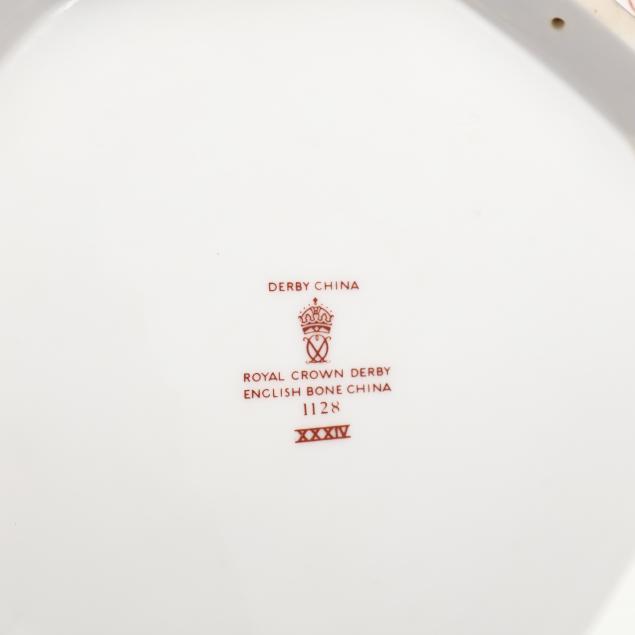 DERBY CHINA
ROYAL CROWN DERBY
ENGLISH BONE CHINA
1128
XXXIV